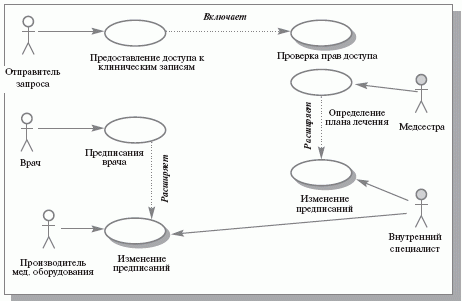 Включает
Предоставление доступа к
клиническим записям
Проверка прав доступа
Отправитель
запроса
Расширяет
Определение
плана лечения
Медсестра
Врач
Предписания
врача
Расширяет
Изменение
предписаний
Внутренний
специалист
Производитель
мед. оборудования
Изменение
предписаний